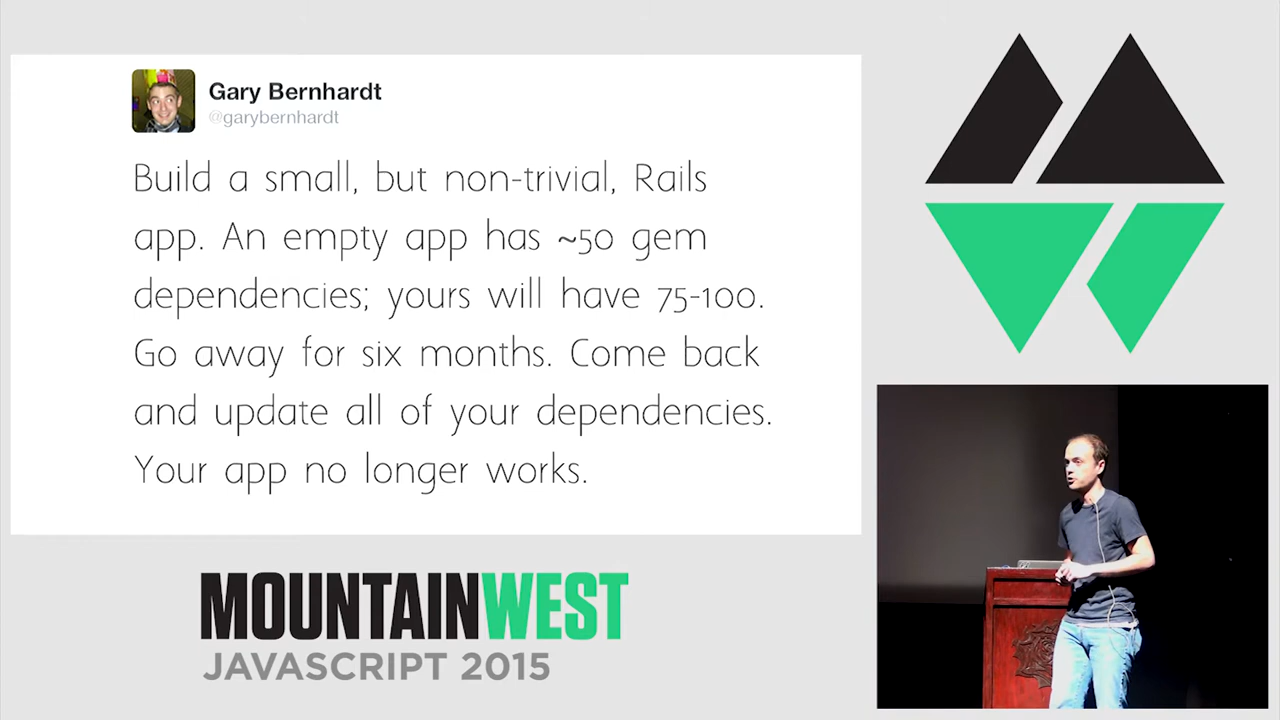 Gary Bernhardt
@garybernhardt
Build a small, but non-trivial, Rails
app. An empty app has ~50 gem
dependencies; yours will have 75-100.
Go away for six months. Come back
and update all of your dependencies.
Your app no longer works.
MOUNTAINWEST
JAVASCRIPT 2015